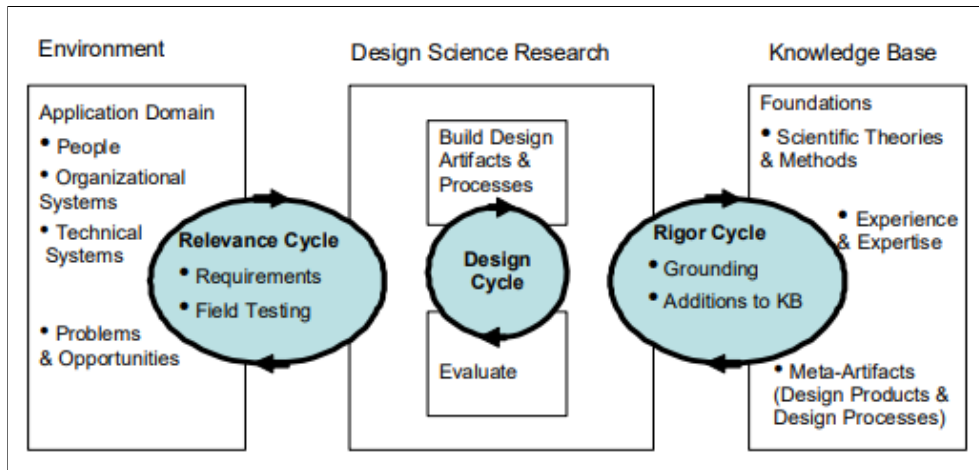 Environment
Design Science Research
Knowledge Base
Application Domain
• People
• Organizational
Systems
• Technical
Systems
• Problems
& Opportunities
Relevance Cycle
• Requirements
• Field Testing
Build Design
Artifacts &
Processes
Design
Cycle
Evaluate
Rigor Cycle
• Grounding
• Additions to KB
Foundations
• Scientific Theories
& Methods
• Experience
& Expertise
• Meta-Artifacts
(Design Products &
Design Processes)